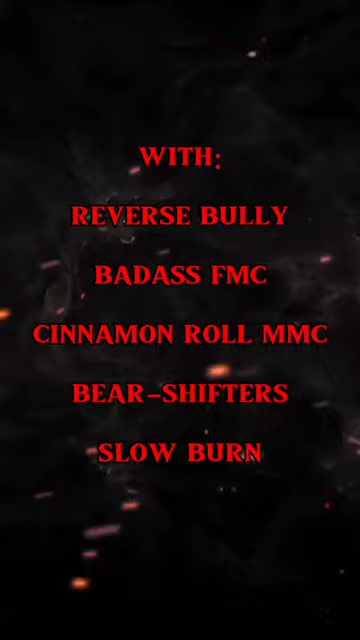 WITH:
REVERSE BULLY
BADASS FMC
CINNAMON ROLL MMC
BEAR-SHIFTERS
SLOW BURN